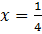 x = 1/4